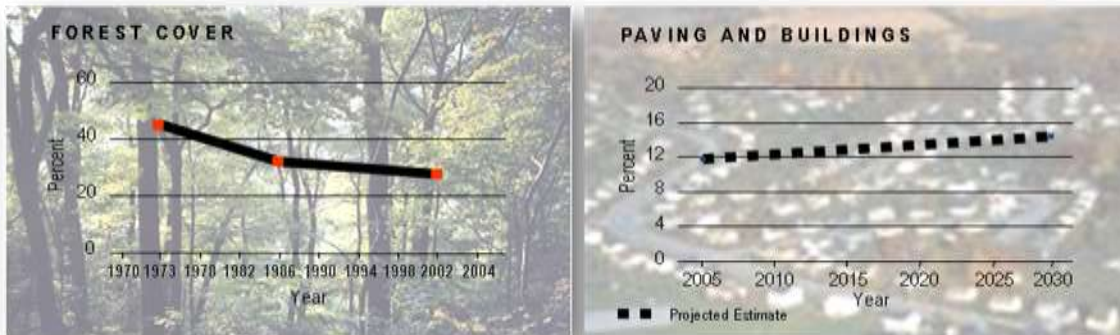 FOREST COVER
60
40
20
0
Percent
1970 1973 1978 1982 1986 1990 1994 1998 2002 2004
Year
PAVING AND BUILDINGS
20
16
12
8
4
0
Percent
2005 2010 2015 2020 2025 2030
Year
Projected Estimate